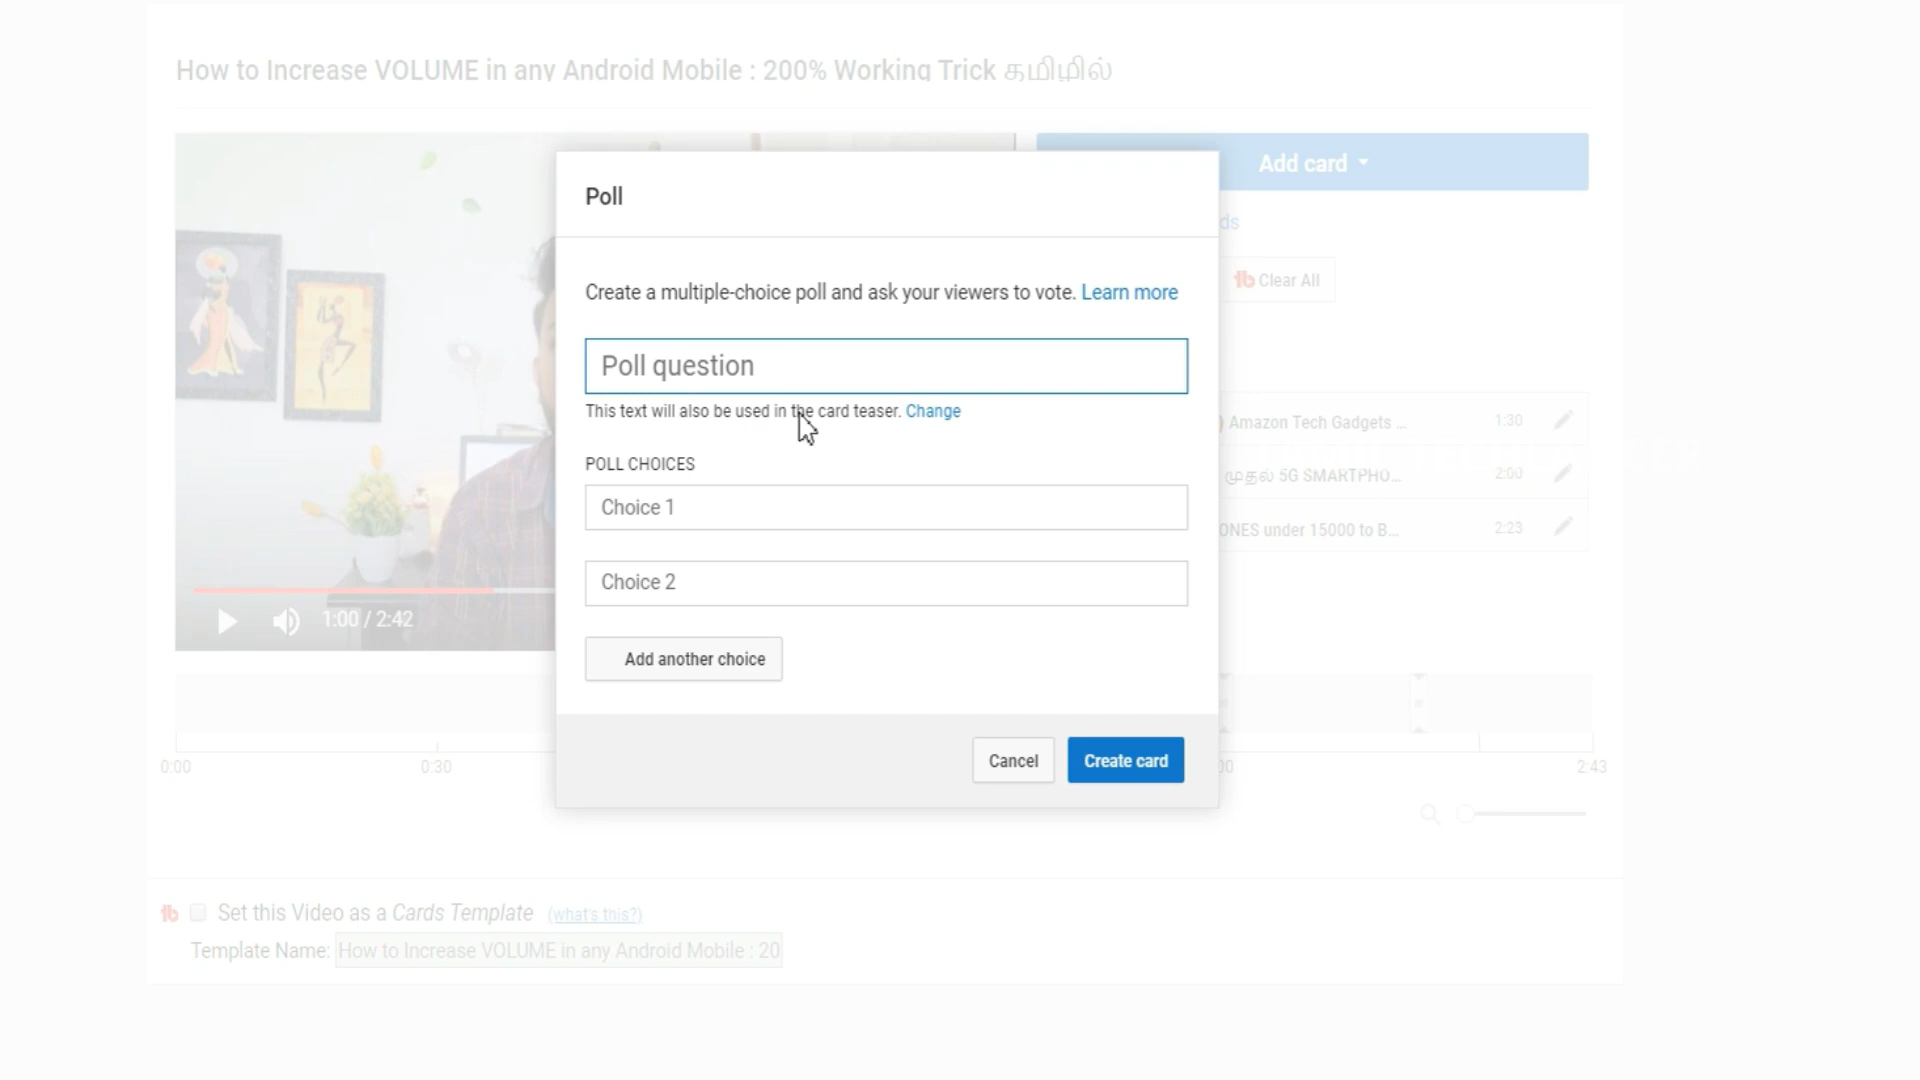 How to Increase VOLUME in any Android Mobile : 200% Working Trick தமிழில்
Add card
Poll
ds
Clear All
Create a multiple-choice poll and ask your viewers to vote. Learn more
Poll question
This text will also be used in the card teaser. Change
Amazon Tech Gadgets ... 1:30
POLL CHOICES
முதல் 5G SMARTPHO... 2:00
Choice 1
ONES under 15000 to B... 2:23
Choice 2
1:00 / 2:42
Add another choice
Cancel
Create card
0:00 0:30 00 2:43
Set this Video as a Cards Template (what's this?)
Template Name: How to Increase VOLUME in any Android Mobile : 20